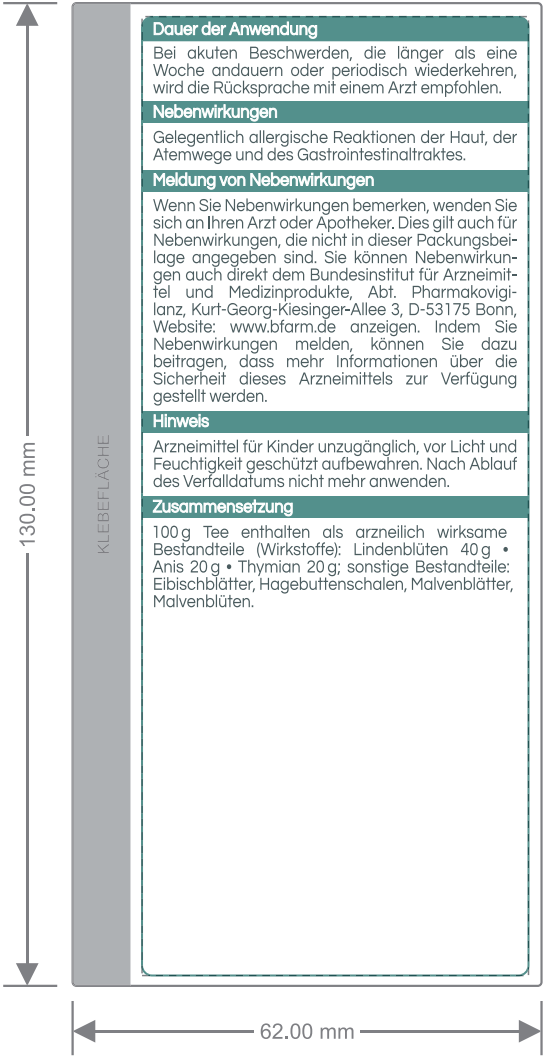 Dauer der Anwendung
Bei akuten Beschwerden, die länger als eine
Woche andauern oder periodisch wiederkehren,
wird die Rücksprache mit einem Arzt empfohlen.
Nebenwirkungen
Gelegentlich allergische Reaktionen der Haut, der
Atemwege und des Gastrointestinaltraktes.
Meldung von Nebenwirkungen
Wenn Sie Nebenwirkungen bemerken, wenden Sie
sich an Ihren Arzt oder Apotheker. Dies gilt auch für
Nebenwirkungen, die nicht in dieser Packungsbei-
lage angegeben sind. Sie können Nebenwirkun-
gen auch direkt dem Bundesinstitut für Arzneimit-
tel und Medizinprodukte, Abt. Pharmakovigi-
lanz, Kurt-Georg-Kiesinger-Allee 3, D-53175 Bonn,
Website: www.bfarm.de anzeigen. Indem Sie
Nebenwirkungen melden, können Sie dazu
beitragen, dass mehr Informationen über die
Sicherheit dieses Arzneimittels zur Verfügung
gestellt werden.
Hinweis
Arzneimittel für Kinder unzugänglich, vor Licht und
Feuchtigkeit geschützt aufbewahren. Nach Ablauf
des Verfalldatums nicht mehr anwenden.
Zusammensetzung
100 g Tee enthalten als arzneilich wirksame
Bestandteile (Wirkstoffe): Lindenblüten 40 g •
Anis 20 g • Thymian 20 g; sonstige Bestandteile:
Eibischblätter, Hagebuttenschalen, Malvenblätter,
Malvenblüten.
KLEBEFLÄCHE
130.00 mm
62.00 mm